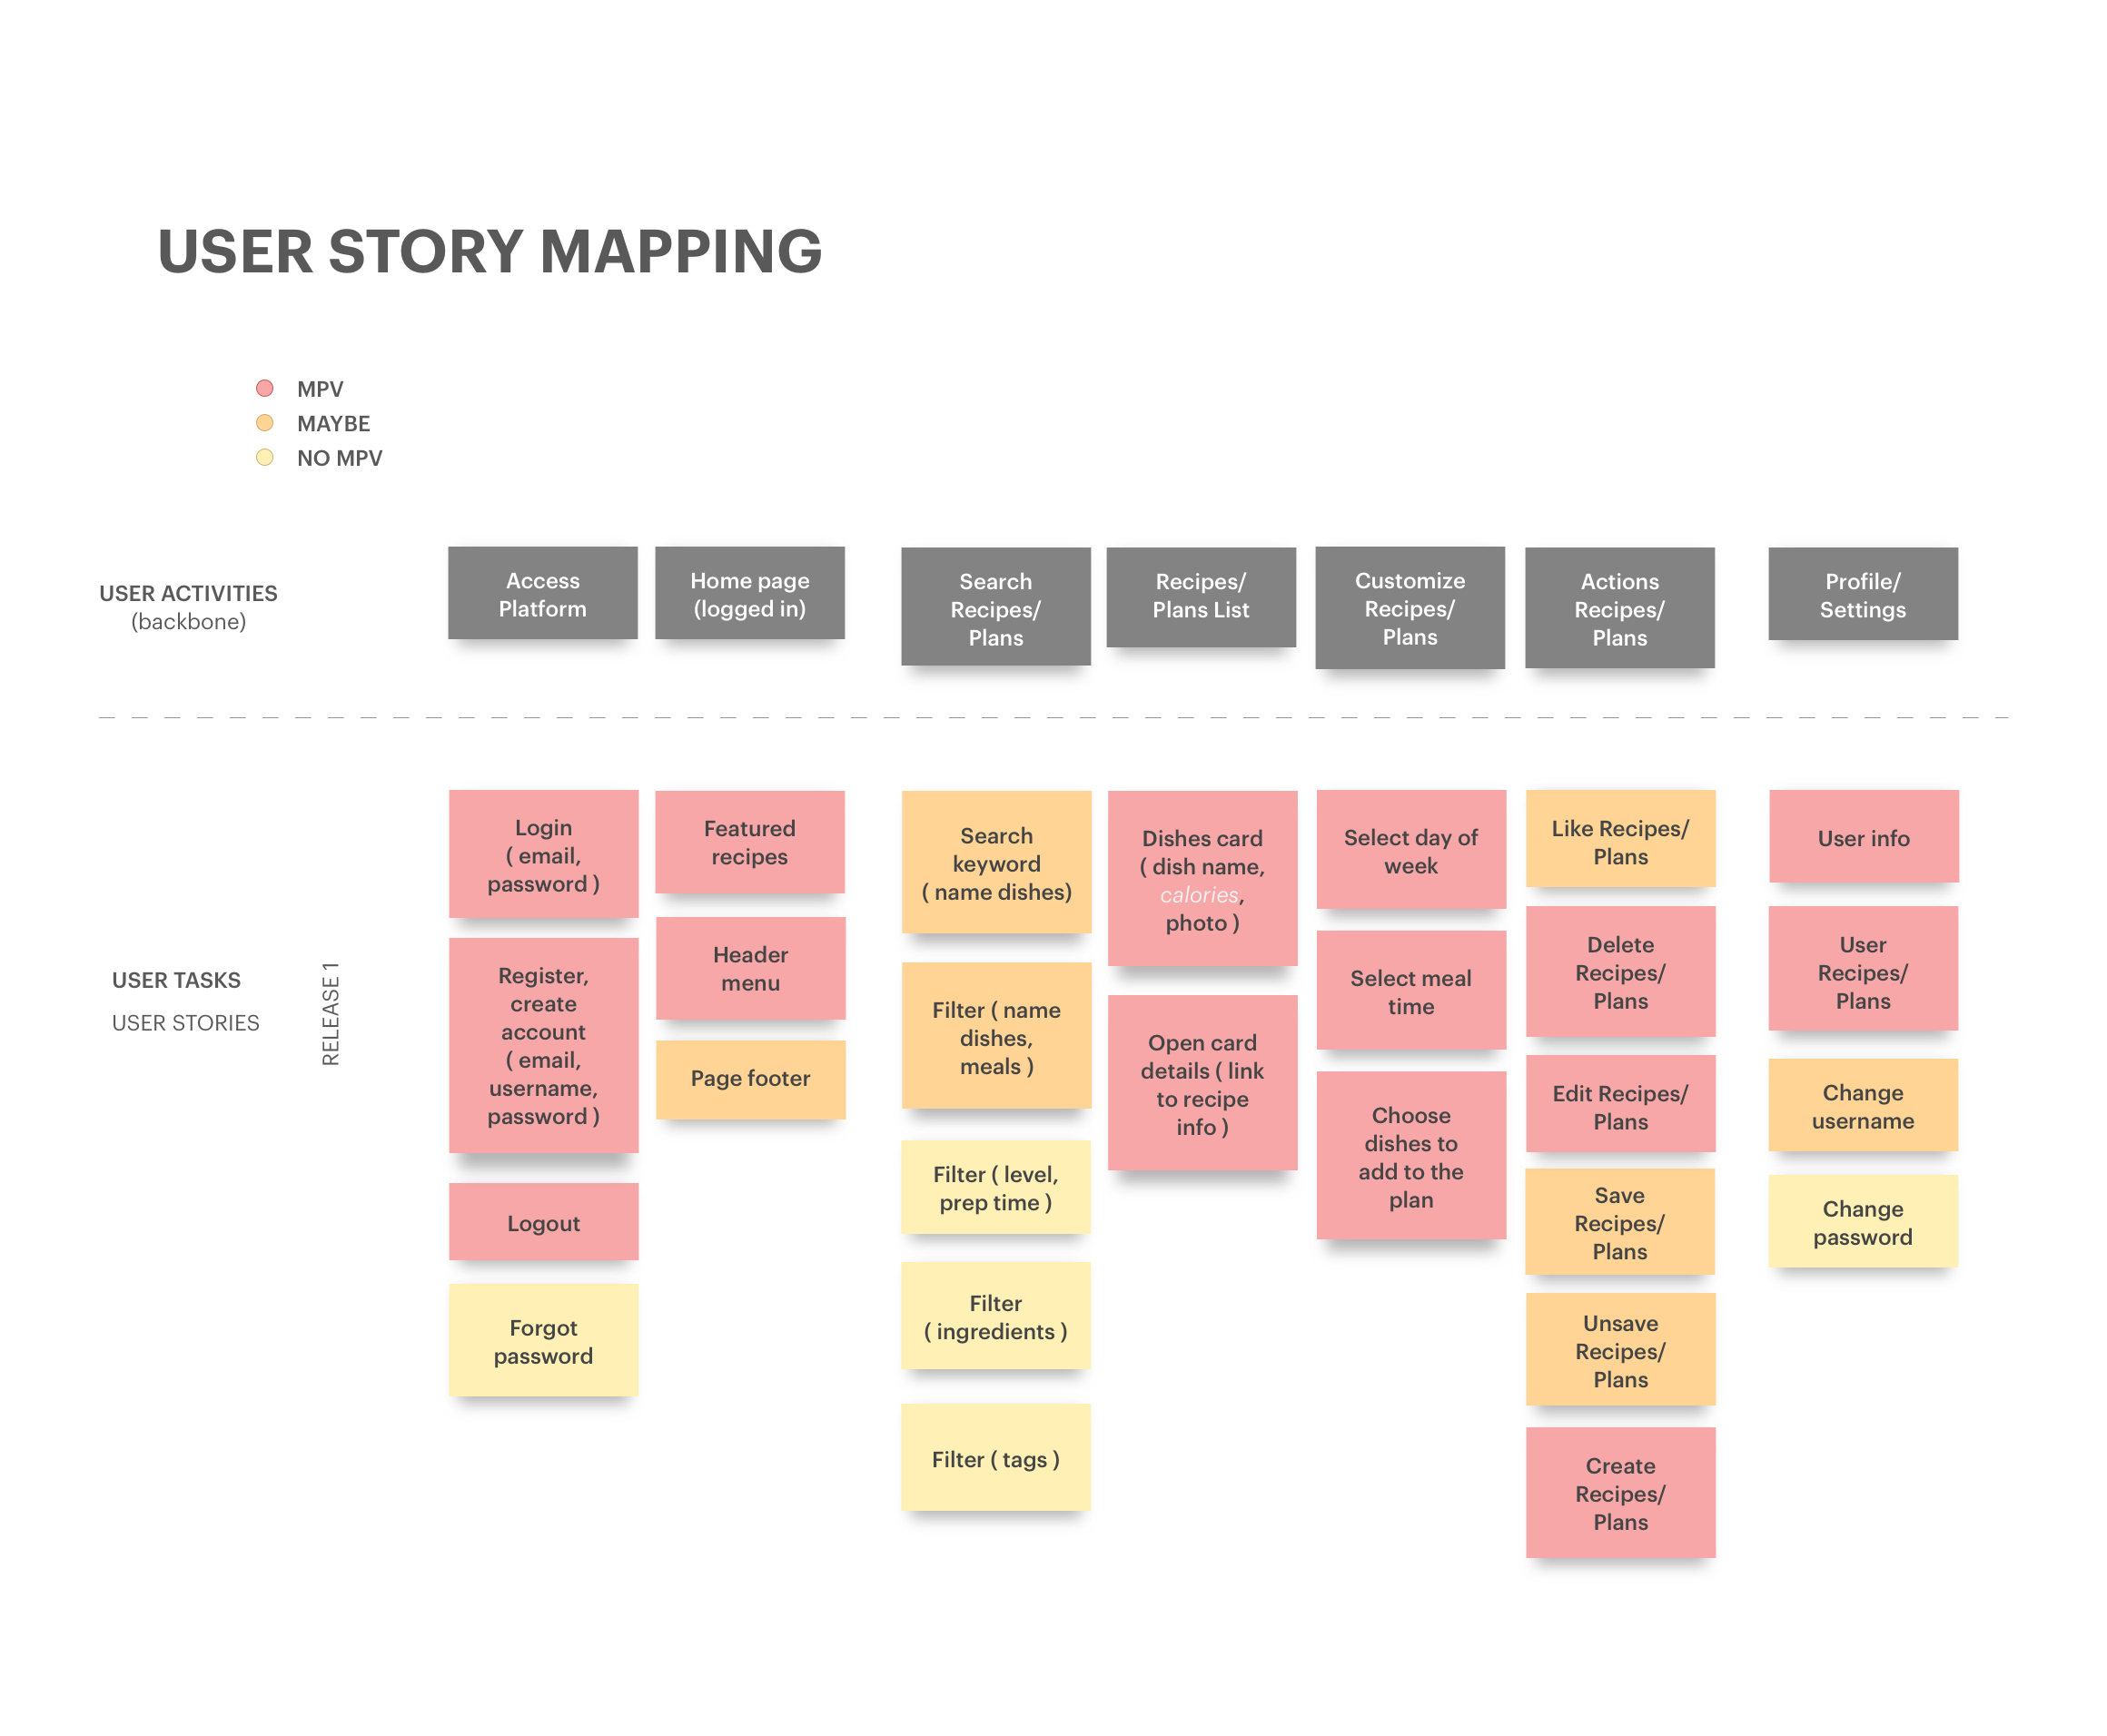 USER STORY MAPPING
MPV
MAYBE
NO MPV
USER ACTIVITIES
(backbone)
Access
Platform
Home page
(logged in)
Search
Recipes/
Plans
Recipes/
Plans List
Customize
Recipes/
Plans
Actions
Recipes/
Plans
Profile/
Settings
USER TASKS
USER STORIES
RELEASE 1
Login
( email,
password )
Register,
create
account
( email,
username,
password )
Logout
Forgot
password
Featured
recipes
Header
menu
Page footer
Search
keyword
( name dishes)
Filter ( name
dishes,
meals )
Filter ( level,
prep time )
Filter
( ingredients )
Filter ( tags )
Dishes card
( dish name,
calories,
photo )
Open card
details ( link
to recipe
info )
Select day of
week
Select meal
time
Choose
dishes to
add to the
plan
Like Recipes/
Plans
Delete
Recipes/
Plans
Edit Recipes/
Plans
Save
Recipes/
Plans
Unsave
Recipes/
Plans
Create
Recipes/
Plans
User info
User
Recipes/
Plans
Change
username
Change
password